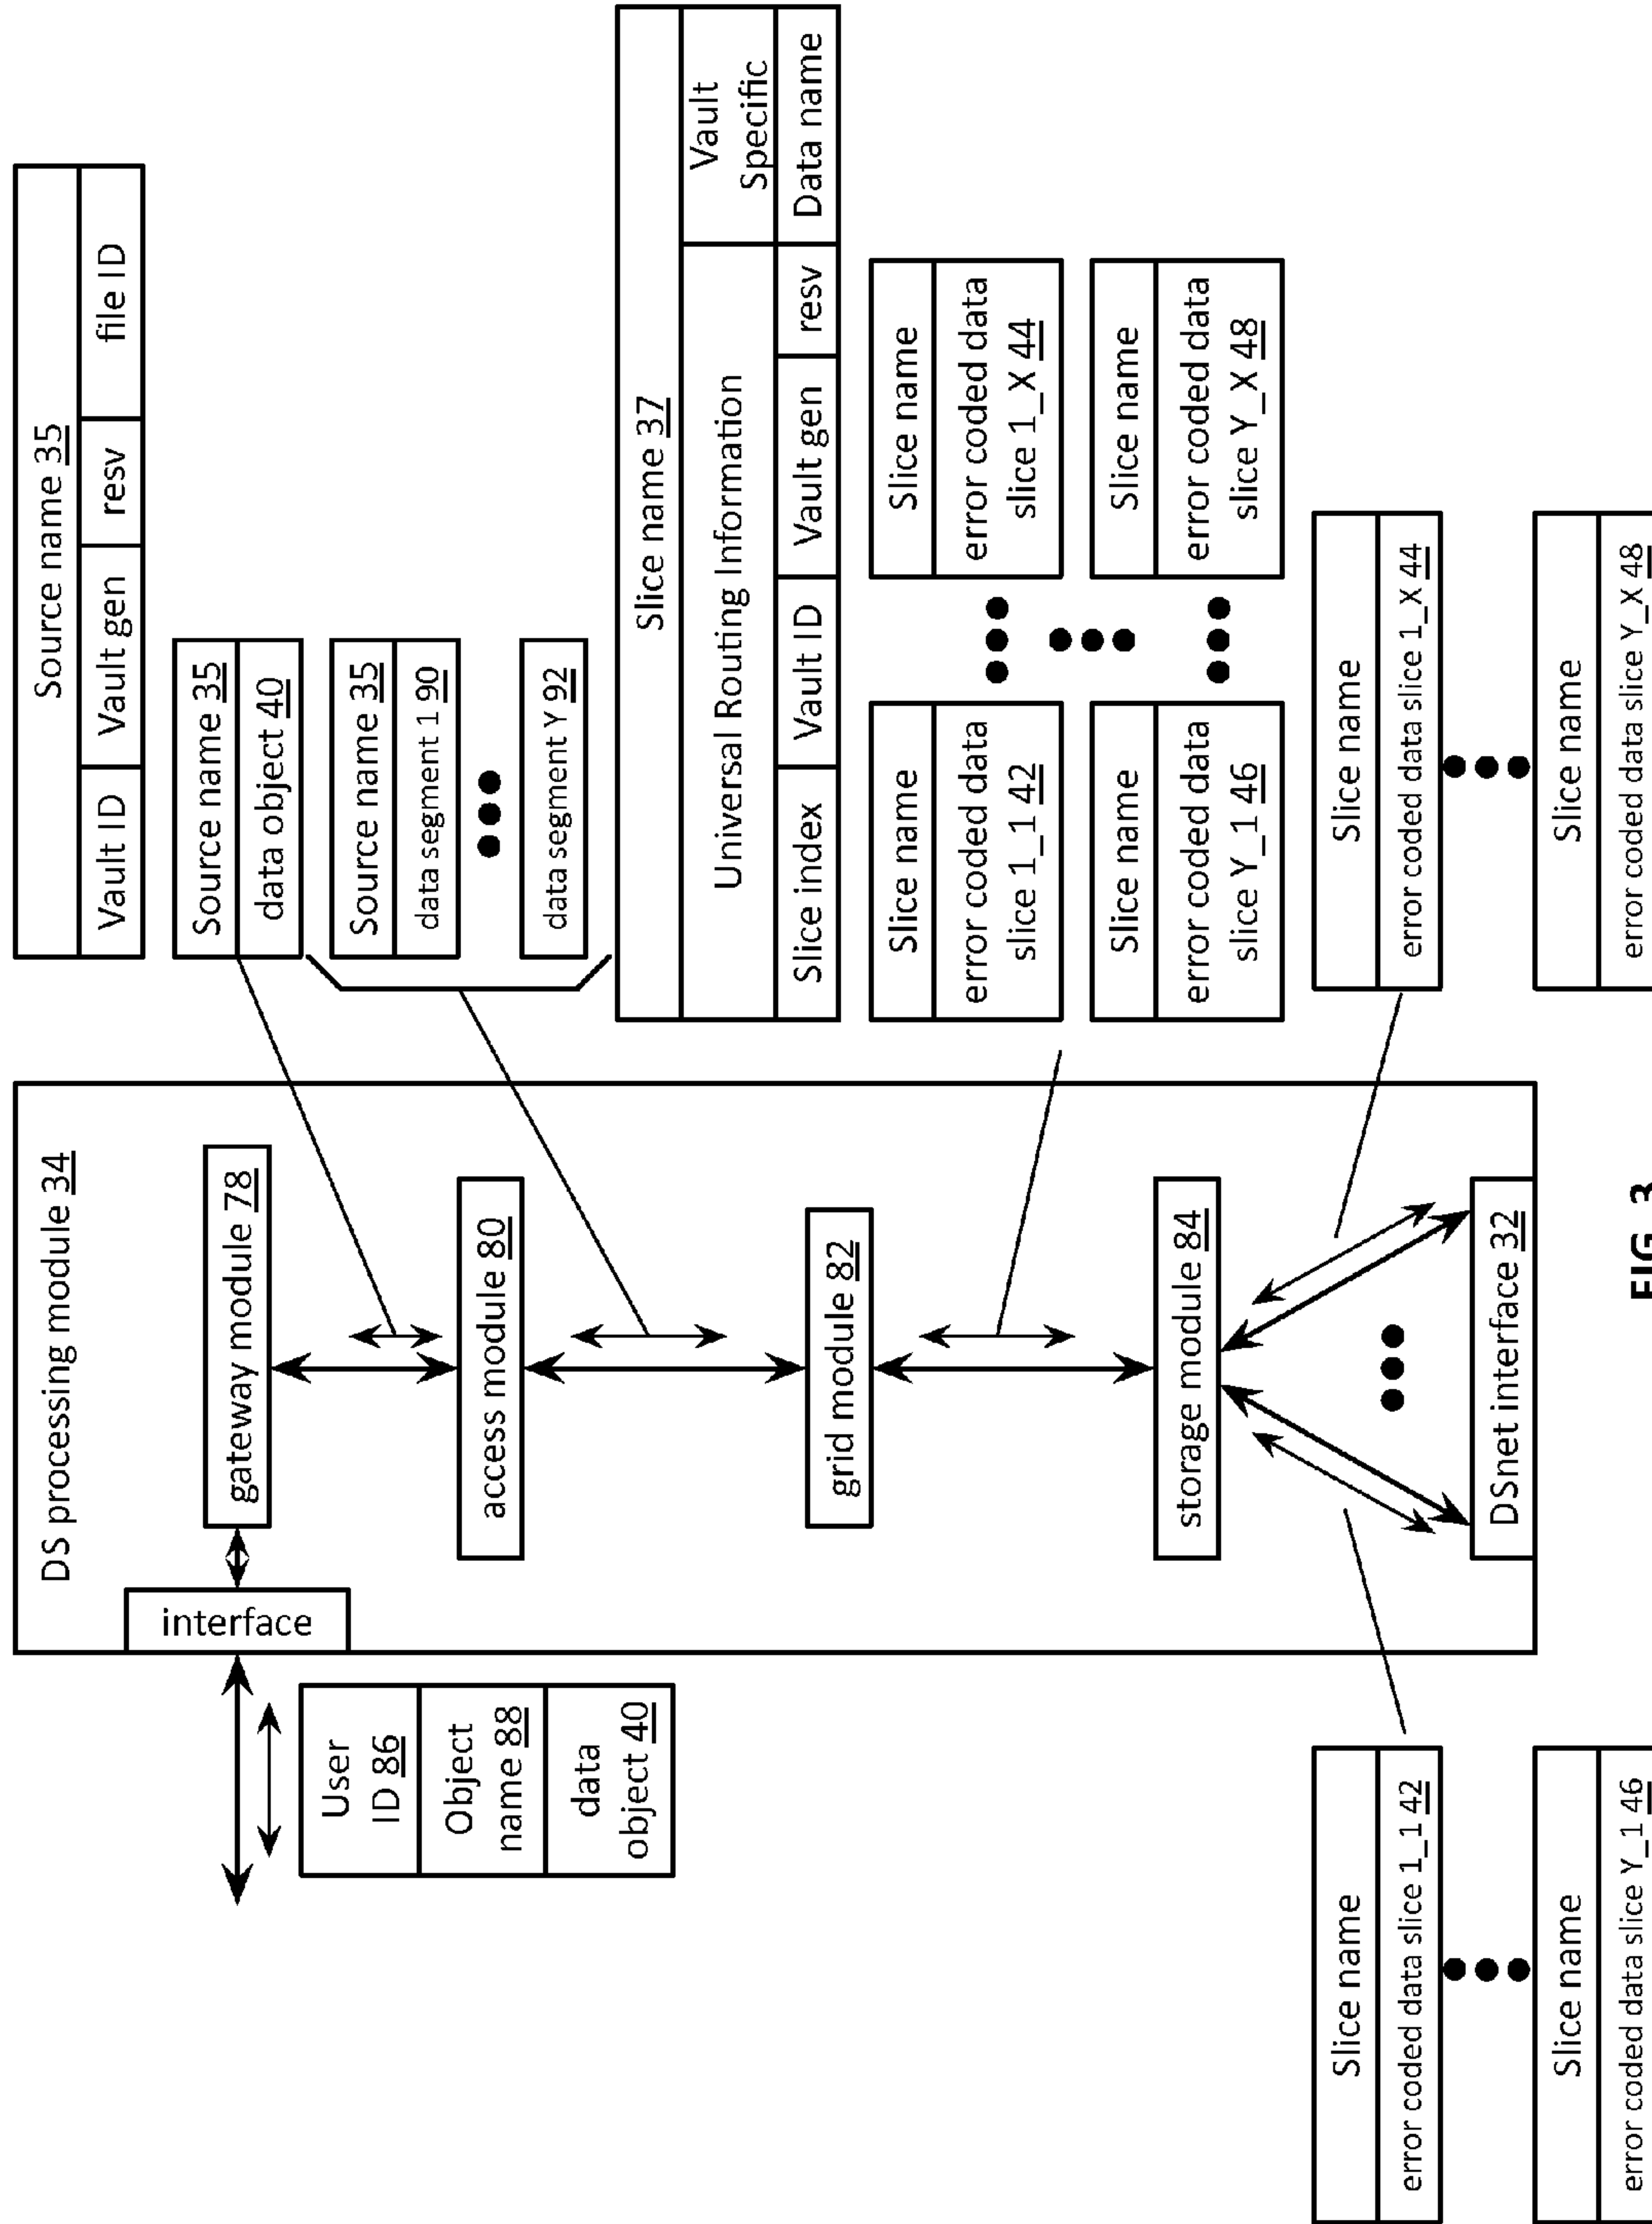 DS processing module 34
interface
gateway module 78
access module 80
grid module 82
storage module 84
DSnet interface 32
User
ID 86
Object
name 88
data
object 40
Source name 35
Vault ID
Vault gen
resv
file ID
Source name 35
data object 40
Source name 35
data segment 1 90
data segment Y 92
Slice name 37
Universal Routing Information
Vault
Specific
Slice index
Vault ID
Vault gen
resv
Data name
Slice name
error coded data
slice 1_1 42
Slice name
error coded data
slice 1_X 44
Slice name
error coded data
slice Y_1 46
Slice name
error coded data
slice Y_X 48
Slice name
error coded data slice 1_1 42
Slice name
error coded data slice Y_1 46
Slice name
error coded data slice 1_X 44
Slice name
error coded data slice Y_X 48
FIG. 3